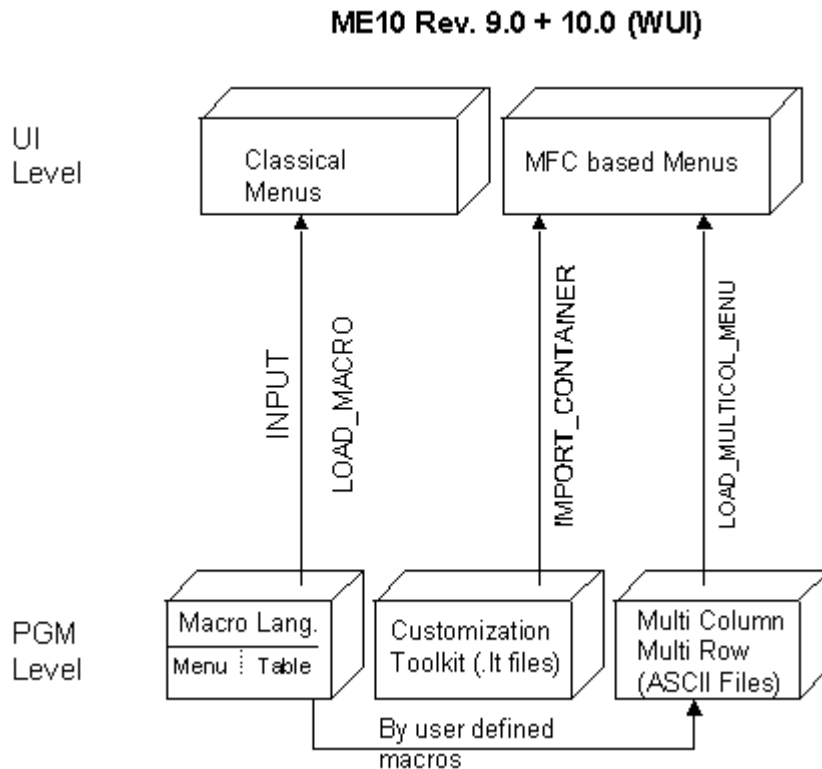 ME10 Rev. 9.0 + 10.0 (WUI)
UI
Level
Classical
Menus
MFC based Menus
INPUT
LOAD_MACRO
IMPORT_CONTAINER
LOAD_MULTICOL_MENU
PGM
Level
Macro Lang.
Menu
Table
Customization
Toolkit (.lt files)
Multi Column
Multi Row
(ASCII Files)
By user defined
macros